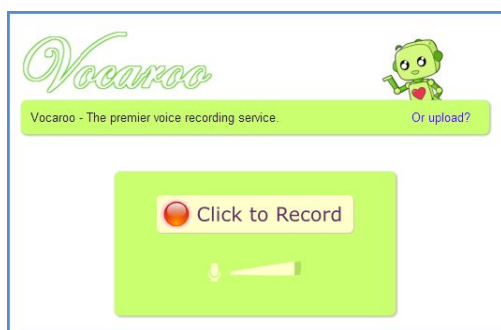 Vocaroo
Vocaroo - The premier voice recording service. Or upload?
Click to Record